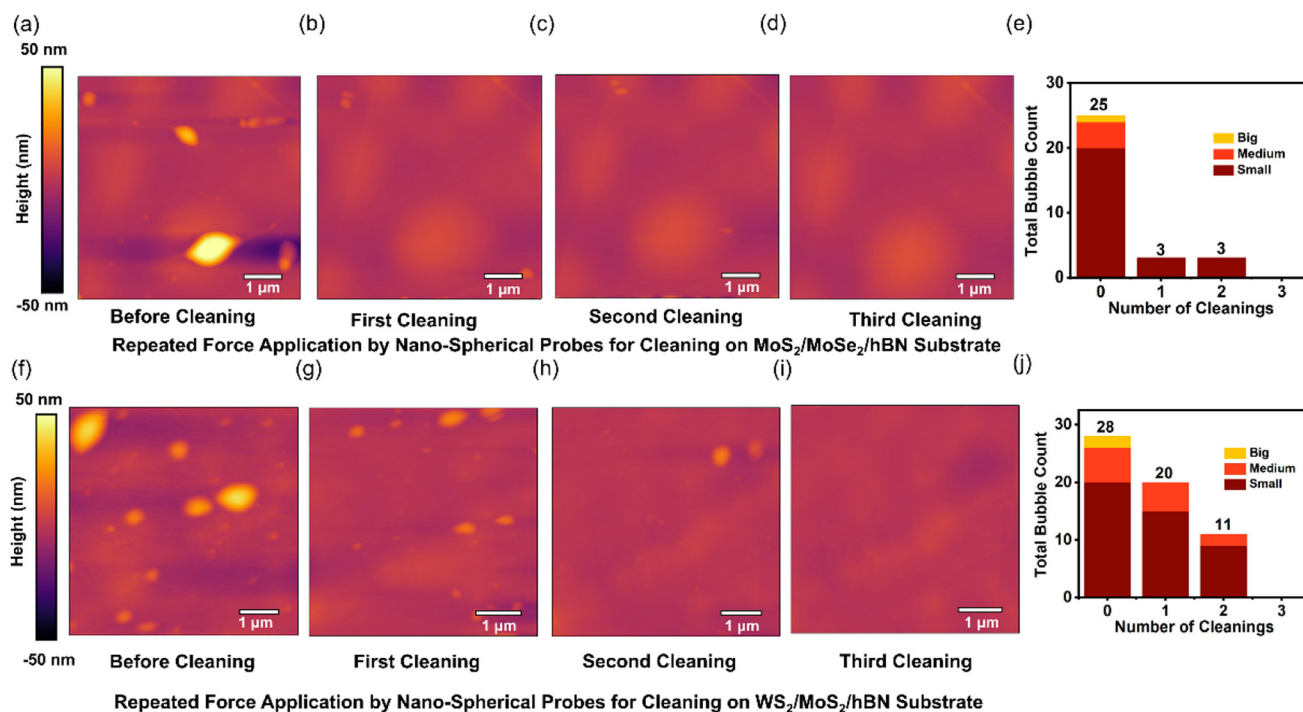 (a)
(b)
(c)
(d)
(e)
50 nm
Height (nm)
-50 nm
1 µm
1 µm
1 µm
1 µm
Before Cleaning
First Cleaning
Second Cleaning
Third Cleaning
30
20
10
0
Total Bubble Count
25
3
3
Big
Medium
Small
0 1 2 3
Number of Cleanings
Repeated Force Application by Nano-Spherical Probes for Cleaning on MoS₂/MoSe₂/hBN Substrate
(f)
(g)
(h)
(i)
(j)
50 nm
Height (nm)
-50 nm
1 µm
1 µm
1 µm
1 µm
Before Cleaning
First Cleaning
Second Cleaning
Third Cleaning
30
20
10
0
Total Bubble Count
28
20
11
Big
Medium
Small
0 1 2 3
Number of Cleanings
Repeated Force Application by Nano-Spherical Probes for Cleaning on WS₂/MoS₂/hBN Substrate